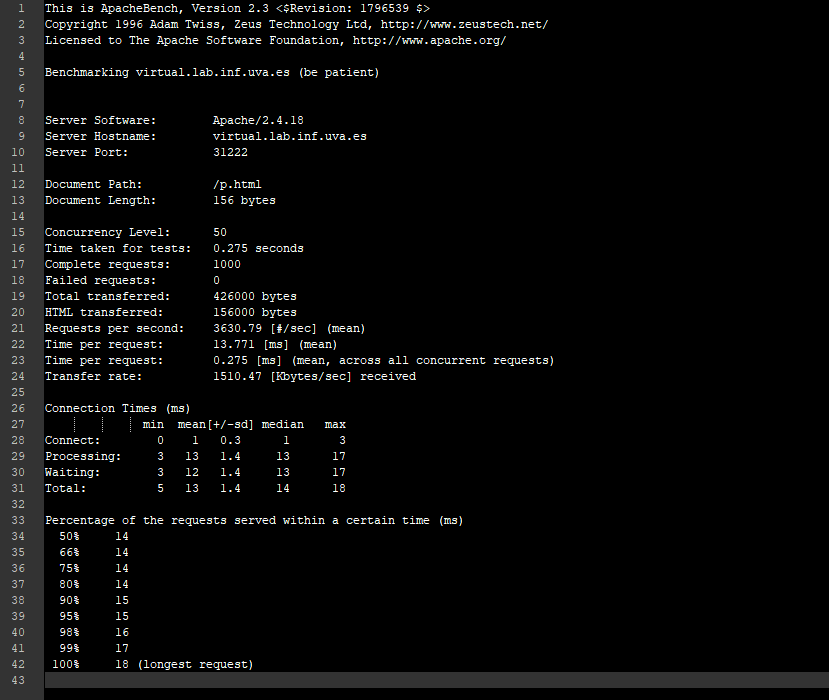 1 This is ApacheBench, Version 2.3 <$Revision: 1796539 $>
2 Copyright 1996 Adam Twiss, Zeus Technology Ltd, http://www.zeustech.net/
3 Licensed to The Apache Software Foundation, http://www.apache.org/
4
5 Benchmarking virtual.lab.inf.uva.es (be patient)
6
7
8 Server Software:        Apache/2.4.18
9 Server Hostname:        virtual.lab.inf.uva.es
10 Server Port:            31222
11
12 Document Path:          /p.html
13 Document Length:        156 bytes
14
15 Concurrency Level:      50
16 Time taken for tests:   0.275 seconds
17 Complete requests:      1000
18 Failed requests:        0
19 Total transferred:      426000 bytes
20 HTML transferred:       156000 bytes
21 Requests per second:    3630.79 [#/sec] (mean)
22 Time per request:       13.771 [ms] (mean)
23 Time per request:       0.275 [ms] (mean, across all concurrent requests)
24 Transfer rate:          1510.47 [Kbytes/sec] received
25
26 Connection Times (ms)
27               min  mean[+/-sd] median   max
28 Connect:        0    1   0.3      1       3
29 Processing:     3   13   1.4     13      17
30 Waiting:        3   12   1.4     13      17
31 Total:          5   13   1.4     14      18
32
33 Percentage of the requests served within a certain time (ms)
34   50%     14
35   66%     14
36   75%     14
37   80%     14
38   90%     15
39   95%     15
40   98%     16
41   99%     17
42  100%     18 (longest request)
43